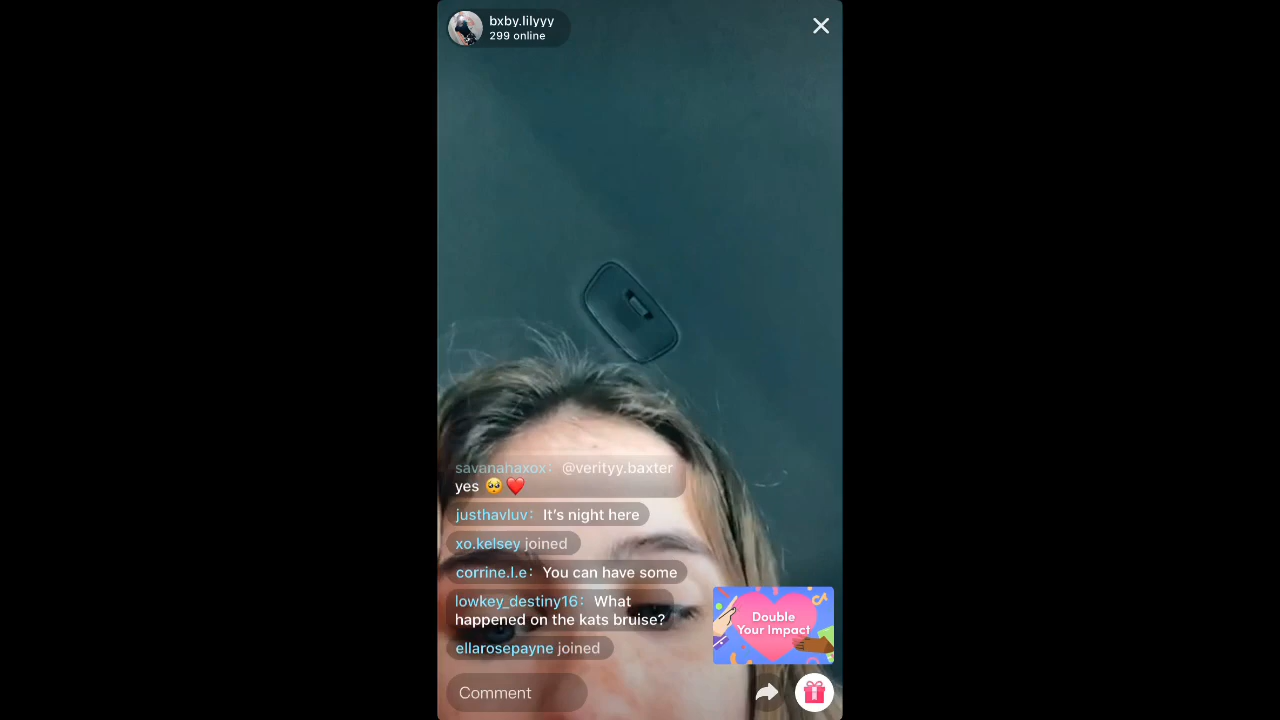 bxby.lilyyy
299 online
savanahaxox: @verityy.baxter
yes 🥺❤️
justhavluv: It's night here
xo.kelsey joined
corrine.l.e: You can have some
lowkey_destiny16: What
happened on the kats bruise?
ellarosepayne joined
Double
Your Impact
Comment